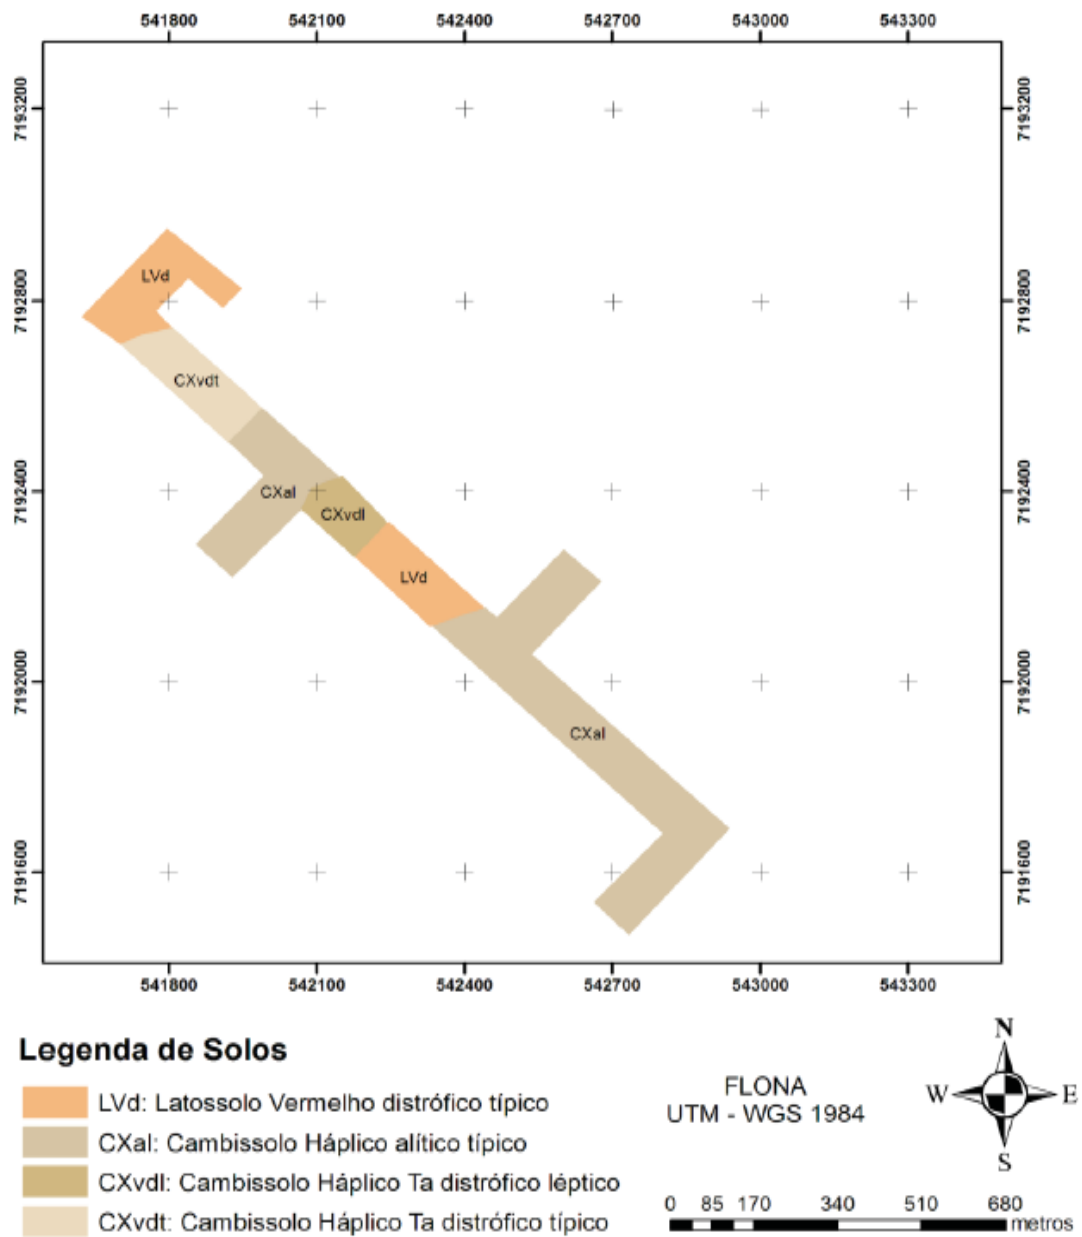 541800 542100 542400 542700 543000 543300
7193200 7193200
LVd
7192800 7192800
CXvdt
7192400 7192400
CXal
CXvdl
LVd
7192000 7192000
CXal
7191600 7191600
541800 542100 542400 542700 543000 543300
Legenda de Solos
LVd: Latossolo Vermelho distrófico típico
CXal: Cambissolo Háplico alítico típico
CXvdl: Cambissolo Háplico Ta distrófico léptico
CXvdt: Cambissolo Háplico Ta distrófico típico
FLONA
UTM - WGS 1984
N
W E
S
0 85 170 340 510 680
metros